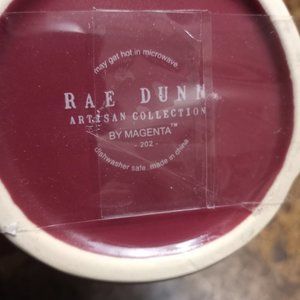 may get hot in microwave
RAE DUNN
ARTISAN COLLECTION
BY MAGENTA™
- 202 -
dishwasher safe. made in china